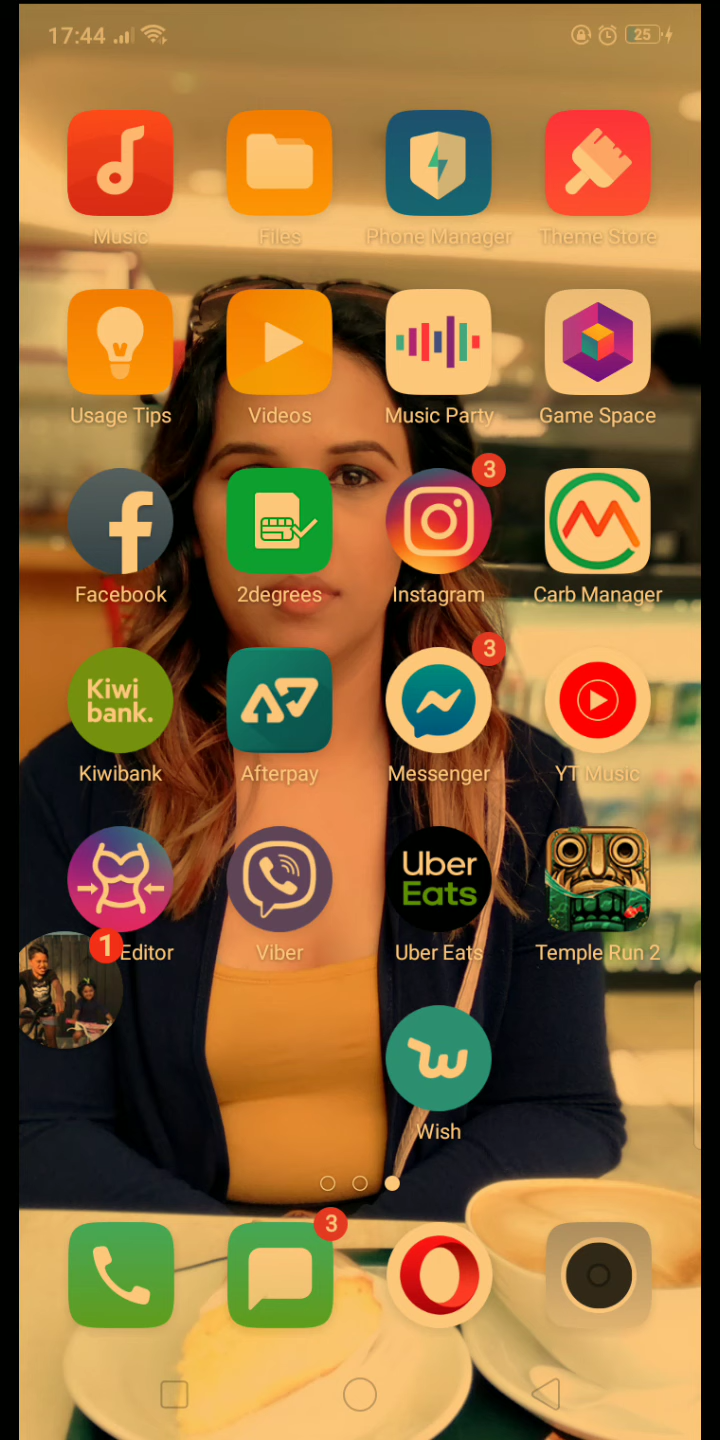 17:44
25
Music Files Phone Manager Theme Store
Usage Tips Videos Music Party Game Space
3
Facebook 2degrees Instagram Carb Manager
3
Kiwi
bank.
Kiwibank Afterpay Messenger YT Music
Uber
Eats
1
Editor Viber Uber Eats Temple Run 2
Wish
3